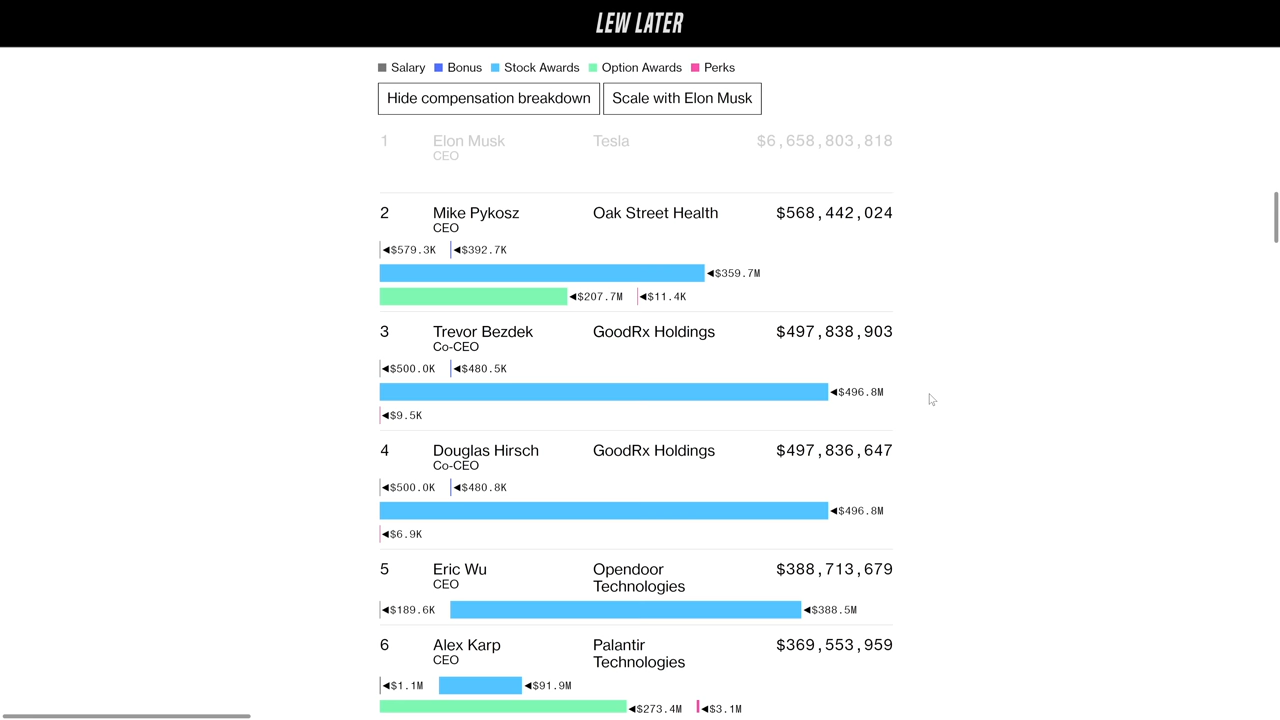 LEW LATER
Salary Bonus Stock Awards Option Awards Perks
Hide compensation breakdown Scale with Elon Musk
1 Elon Musk Tesla $6,658,803,818
CEO
2 Mike Pykosz Oak Street Health $568,442,024
CEO
◄$579.3K ◄$392.7K
◄$359.7M
◄$207.7M ◄$11.4K
3 Trevor Bezdek GoodRx Holdings $497,838,903
Co-CEO
◄$500.0K ◄$480.5K
◄$496.8M
◄$9.5K
4 Douglas Hirsch GoodRx Holdings $497,836,647
Co-CEO
◄$500.0K ◄$480.8K
◄$496.8M
◄$6.9K
5 Eric Wu Opendoor $388,713,679
CEO Technologies
◄$189.6K ◄$388.5M
6 Alex Karp Palantir $369,553,959
CEO Technologies
◄$1.1M ◄$91.9M
◄$273.4M ◄$3.1M